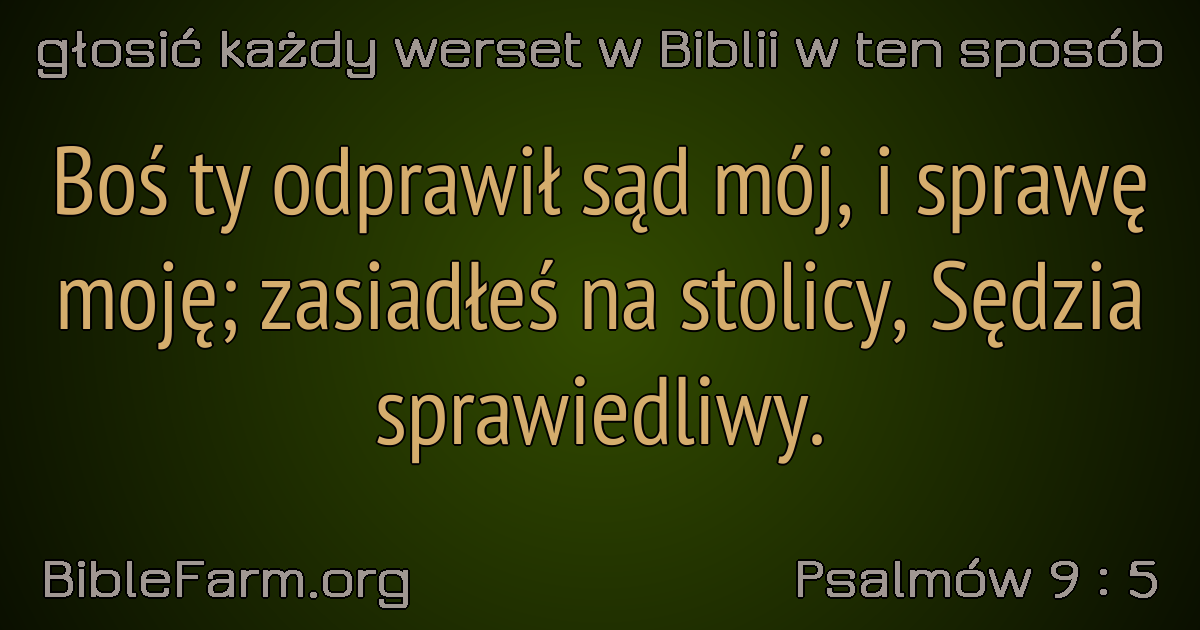 głosić każdy werset w Biblii w ten sposób
Boś ty odprawił sąd mój, i sprawę
moję; zasiadłeś na stolicy, Sędzia
sprawiedliwy.
BibleFarm.org
Psalmów 9 : 5